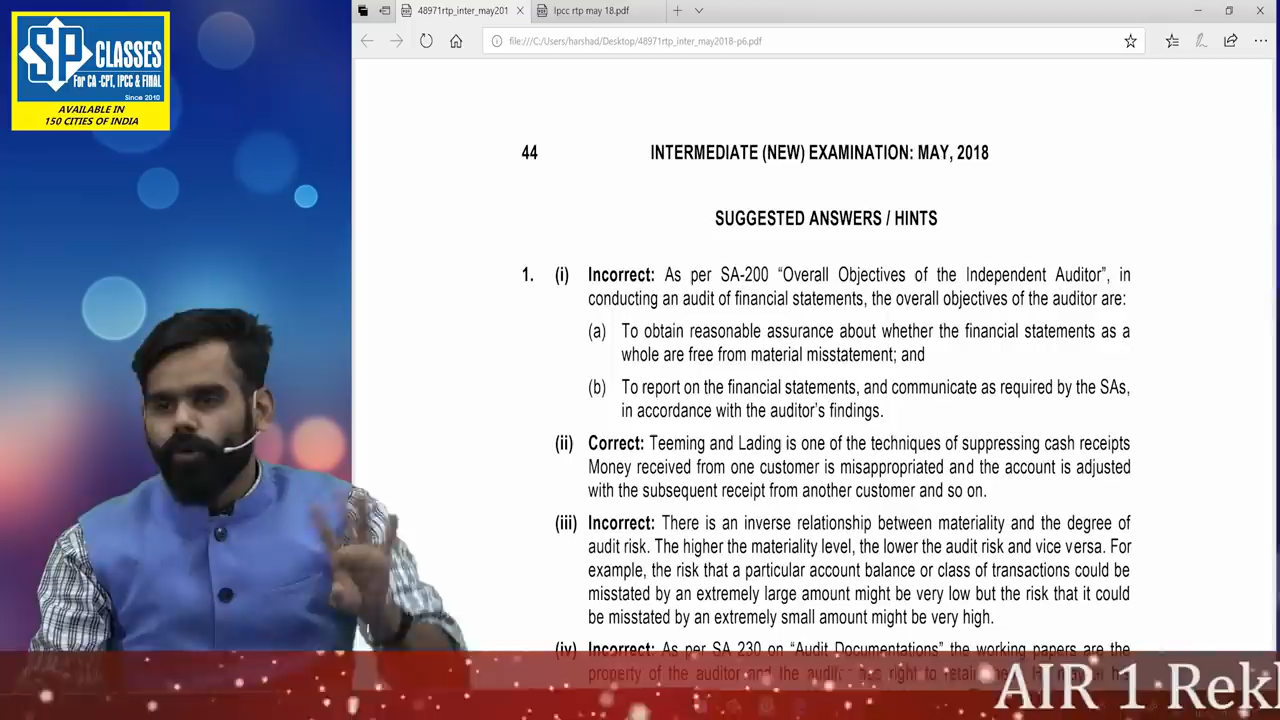 SP CLASSES
For CA -CPT, IPCC & FINAL
Since 2010
AVAILABLE IN
150 CITIES OF INDIA
48971rtp_inter_may201
Ipcc rtp may 18.pdf
file:///C:/Users/harshad/Desktop/48971rtp_inter_may2018-p6.pdf
44 INTERMEDIATE (NEW) EXAMINATION: MAY, 2018
SUGGESTED ANSWERS / HINTS
1. (i) Incorrect: As per SA-200 “Overall Objectives of the Independent Auditor”, in
conducting an audit of financial statements, the overall objectives of the auditor are:
(a) To obtain reasonable assurance about whether the financial statements as a
whole are free from material misstatement; and
(b) To report on the financial statements, and communicate as required by the SAs,
in accordance with the auditor’s findings.
(ii) Correct: Teeming and Lading is one of the techniques of suppressing cash receipts
Money received from one customer is misappropriated and the account is adjusted
with the subsequent receipt from another customer and so on.
(iii) Incorrect: There is an inverse relationship between materiality and the degree of
audit risk. The higher the materiality level, the lower the audit risk and vice versa. For
example, the risk that a particular account balance or class of transactions could be
misstated by an extremely large amount might be very low but the risk that it could
be misstated by an extremely small amount might be very high.
(iv) Incorrect: As per SA 230 on “Audit Documentations” the working papers are the
property of the auditor and the auditor has right to retain
AIR 1 Rek